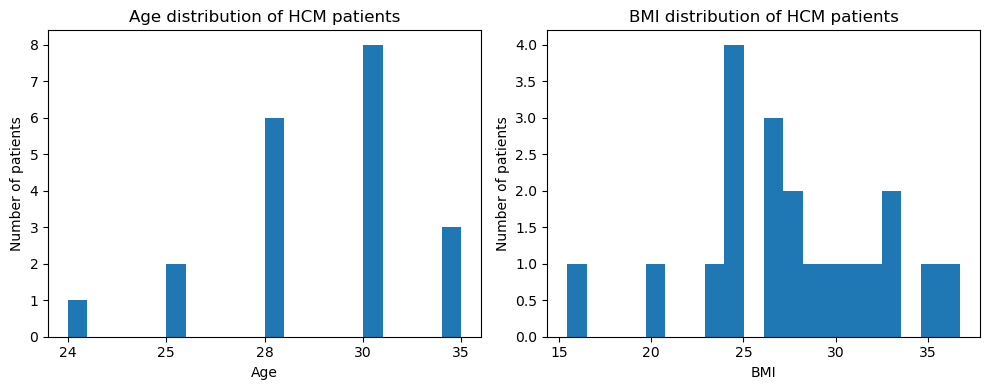 Age distribution of HCM patients
Number of patients
8
7
6
5
4
3
2
1
0
24 25 28 30 35
Age
BMI distribution of HCM patients
Number of patients
4.0
3.5
3.0
2.5
2.0
1.5
1.0
0.5
0.0
15 20 25 30 35
BMI